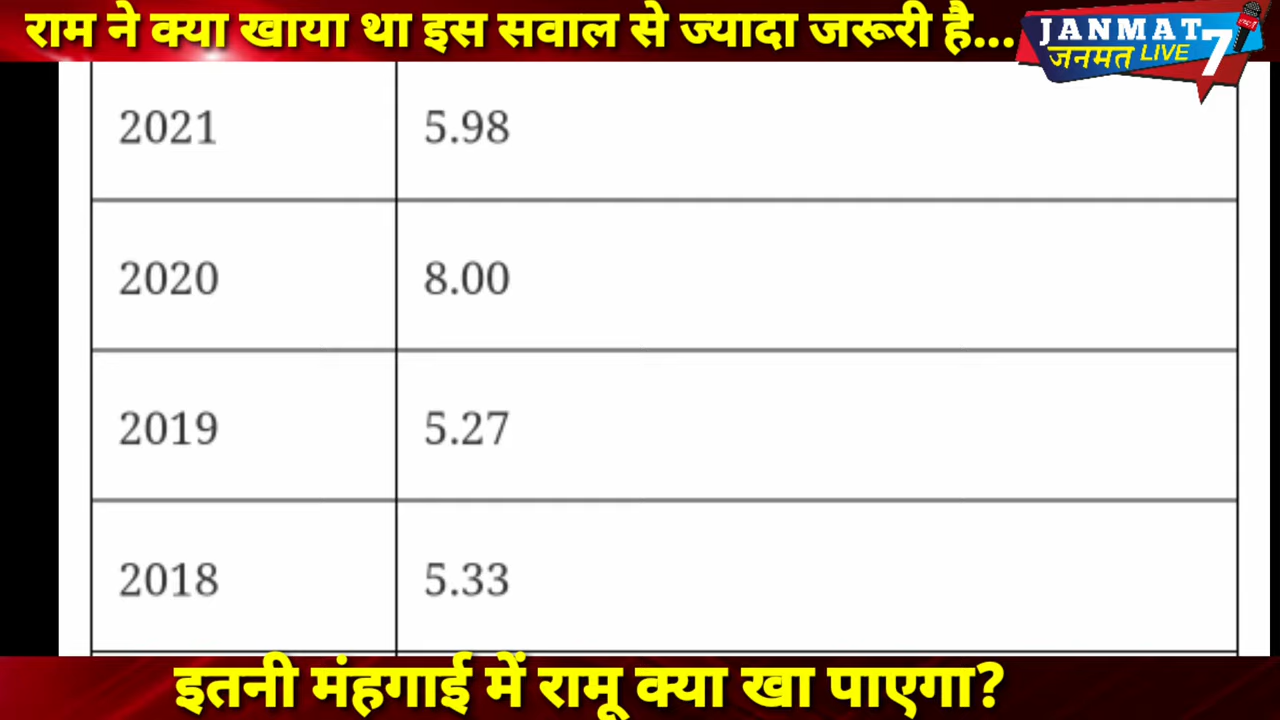 राम ने क्या खाया था इस सवाल से ज्यादा जरूरी है...
JANMAT
जनमत LIVE 7
2021 5.98
2020 8.00
2019 5.27
2018 5.33
इतनी मंहगाई में रामू क्या खा पाएगा?